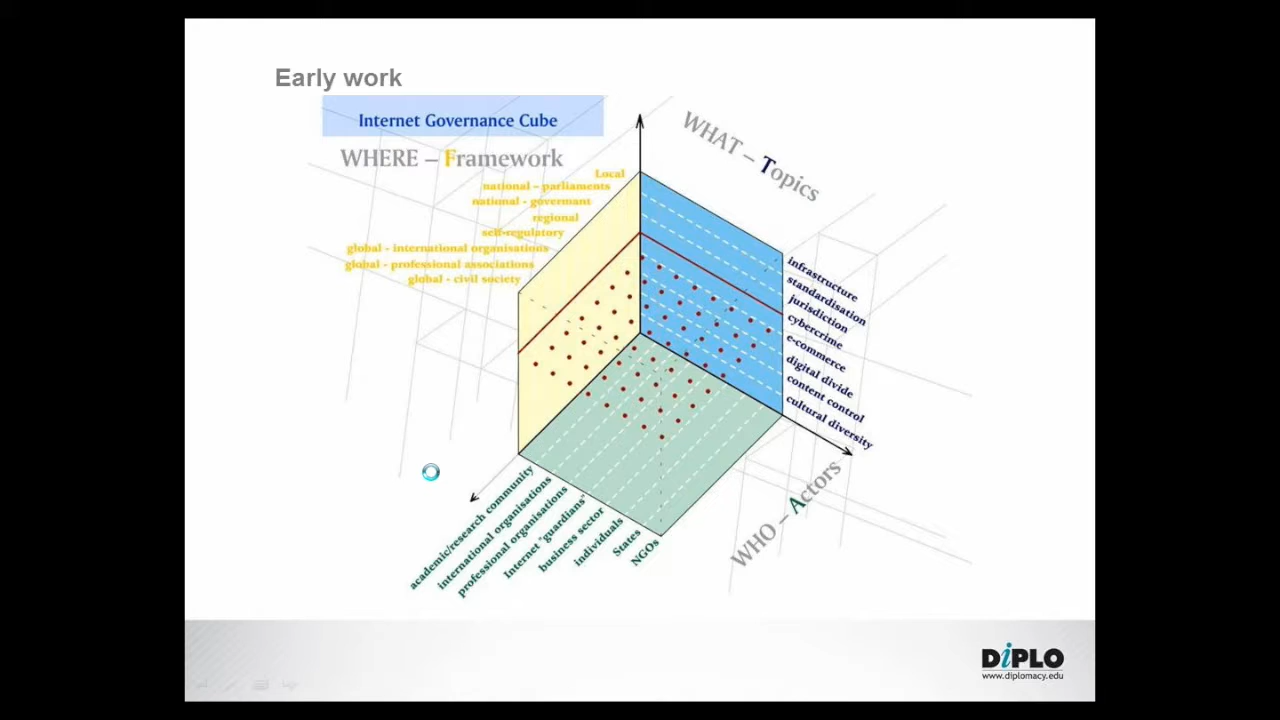 Early work
Internet Governance Cube
WHERE – Framework
Local
national - parliaments
national - govermant
regional
self-regulatory
global - international organisations
global - professional associations
global - civil society
WHAT – Topics
infrastructure
standardisation
jurisdiction
cybercrime
e-commerce
digital divide
content control
cultural diversity
WHO – Actors
academic/research community
international organisations
professional organisations
Internet "guardians"
business sector
individuals
States
NGOs
DiPLO
www.diplomacy.edu